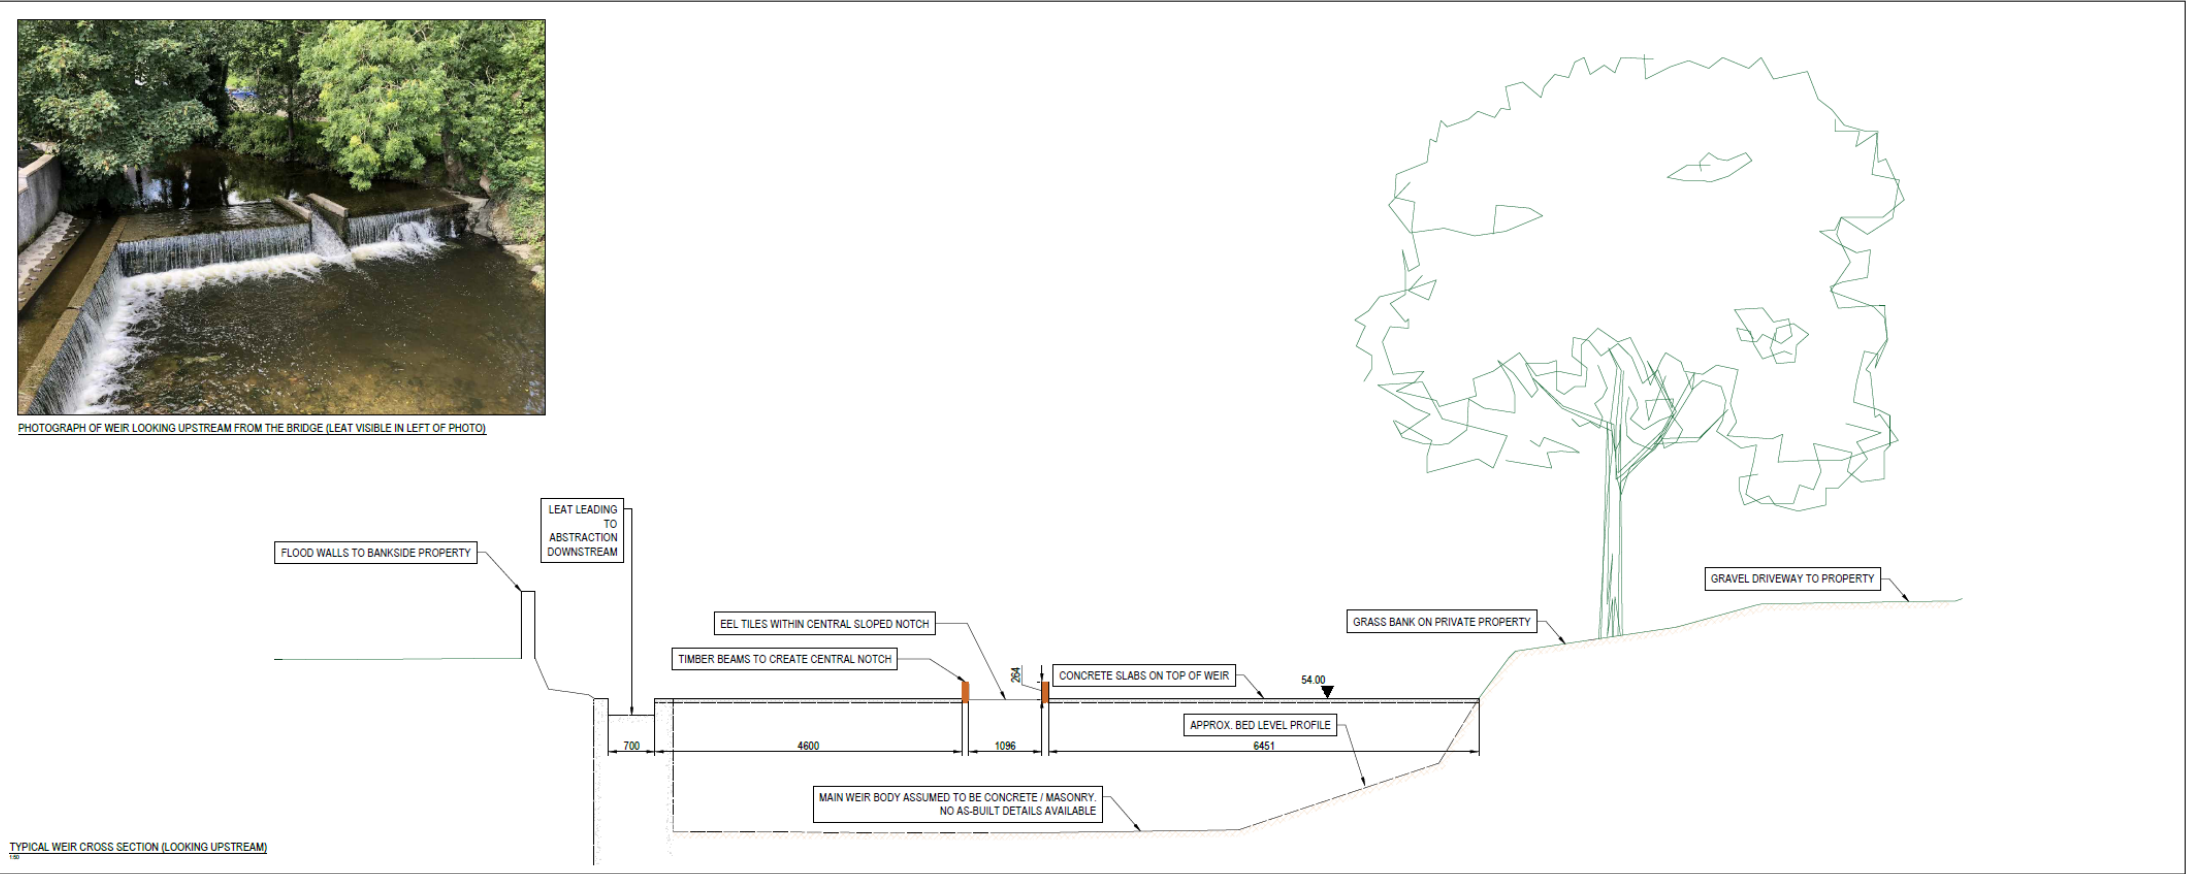 PHOTOGRAPH OF WEIR LOOKING UPSTREAM FROM THE BRIDGE (LEAT VISIBLE IN LEFT OF PHOTO)
LEAT LEADING
TO
ABSTRACTION
DOWNSTREAM
FLOOD WALLS TO BANKSIDE PROPERTY
GRAVEL DRIVEWAY TO PROPERTY
EEL TILES WITHIN CENTRAL SLOPED NOTCH
GRASS BANK ON PRIVATE PROPERTY
TIMBER BEAMS TO CREATE CENTRAL NOTCH
264
CONCRETE SLABS ON TOP OF WEIR
54.00
APPROX. BED LEVEL PROFILE
700
4600
1096
6451
MAIN WEIR BODY ASSUMED TO BE CONCRETE / MASONRY.
NO AS-BUILT DETAILS AVAILABLE
TYPICAL WEIR CROSS SECTION (LOOKING UPSTREAM)
1:50